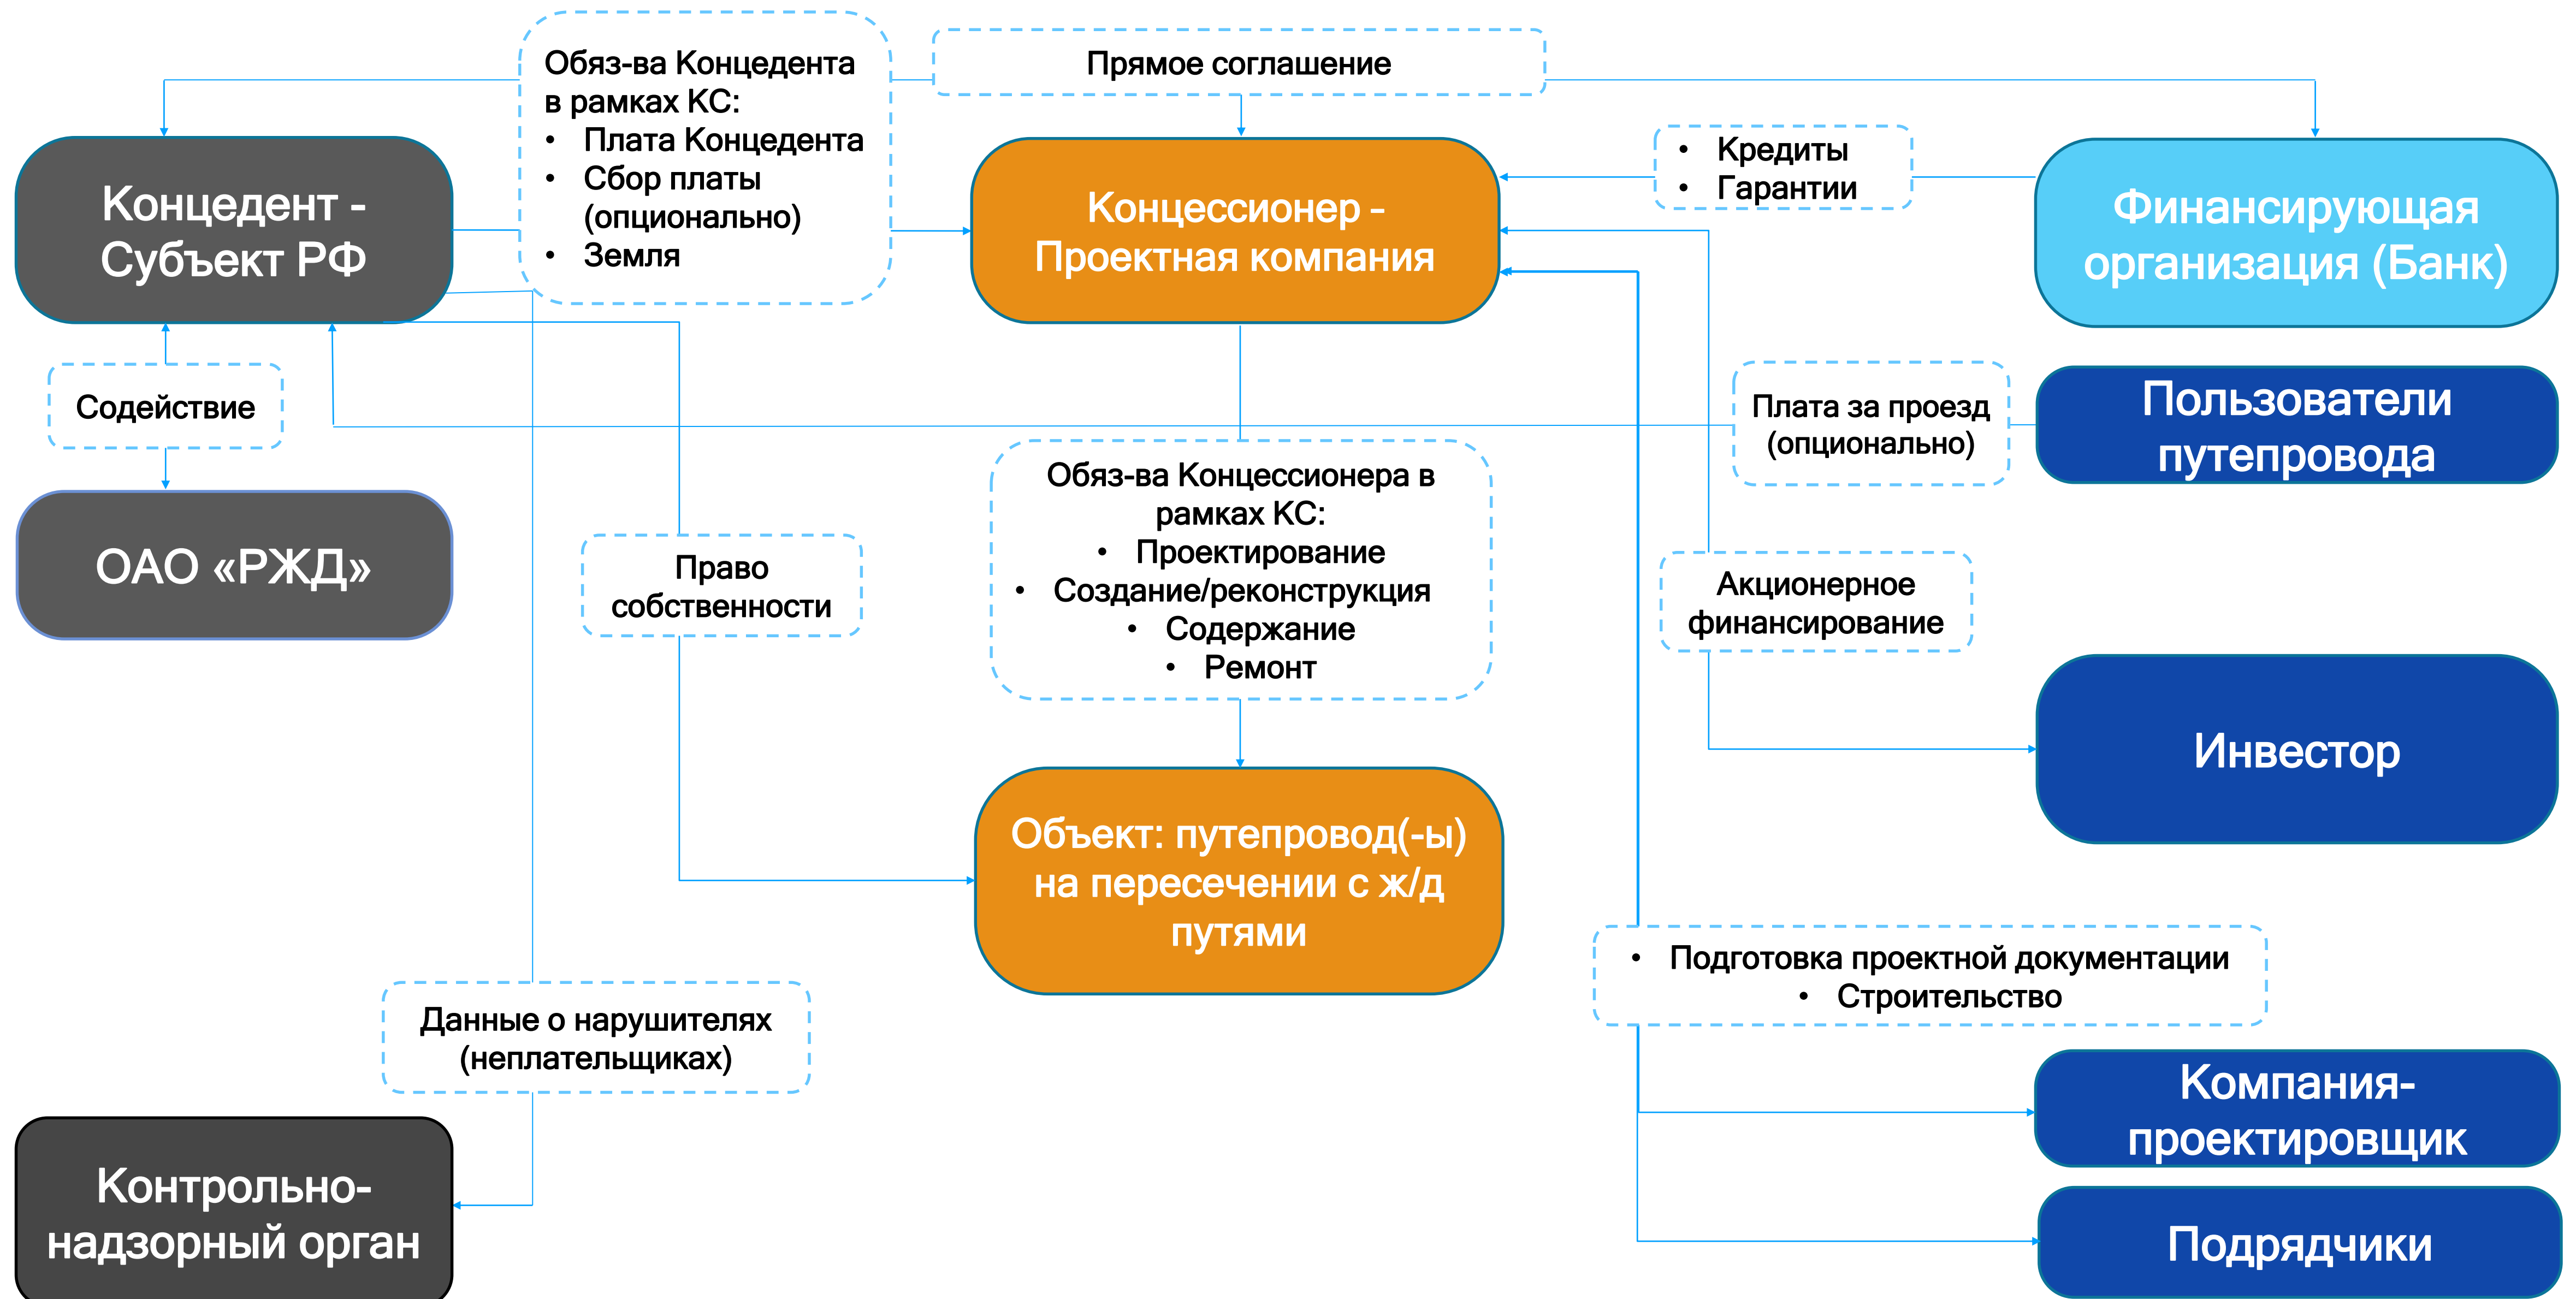 Обяз-ва Концедента
в рамках КС:
• Плата Концедента
• Сбор платы
(опционально)
• Земля
Прямое соглашение
Концедент -
Субъект РФ
Концессионер -
Проектная компания
• Кредиты
• Гарантии
Финансирующая
организация (Банк)
Содействие
Плата за проезд
(опционально)
Пользователи
путепровода
ОАО «РЖД»
Право
собственности
Обяз-ва Концессионера в
рамках КС:
• Проектирование
• Создание/реконструкция
• Содержание
• Ремонт
Акционерное
финансирование
Инвестор
Объект: путепровод(-ы)
на пересечении с ж/д
путями
Данные о нарушителях
(неплательщиках)
• Подготовка проектной документации
• Строительство
Контрольно-
надзорный орган
Компания-
проектировщик
Подрядчики